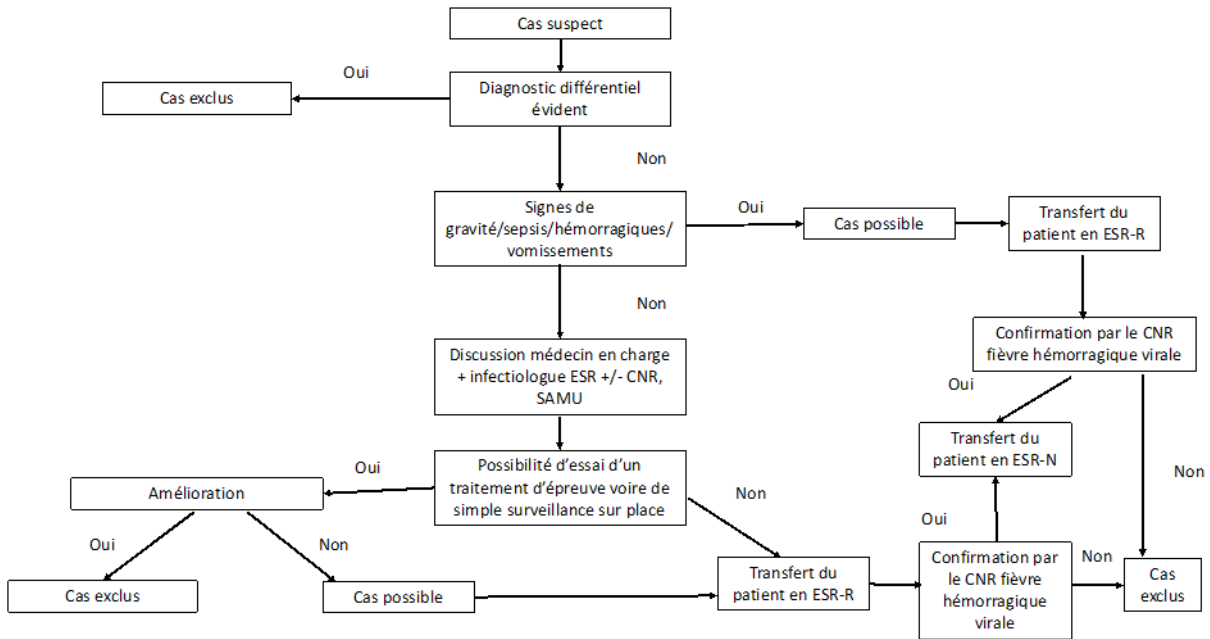 Cas suspect
Oui
Cas exclus
Diagnostic différentiel
évident
Non
Signes de
gravité/sepsis/hémorragiques/
vomissements
Oui
Cas possible
Transfert du
patient en ESR-R
Non
Confirmation par le CNR
fièvre hémorragique virale
Discussion médecin en charge
+ infectiologue ESR +/- CNR,
SAMU
Oui
Transfert du
patient en ESR-N
Non
Possibilité d'essai d'un
traitement d'épreuve voire de
simple surveillance sur place
Oui
Amélioration
Non
Oui
Oui
Non
Cas exclus
Cas possible
Transfert du
patient en ESR-R
Confirmation par
le CNR fièvre
hémorragique
virale
Non
Cas
exclus